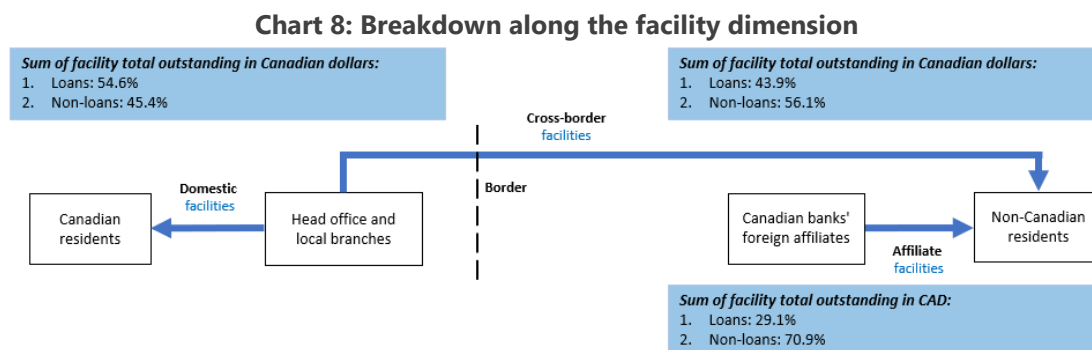 Chart 8: Breakdown along the facility dimension
Sum of facility total outstanding in Canadian dollars:
1. Loans: 54.6%
2. Non-loans: 45.4%
Sum of facility total outstanding in Canadian dollars:
1. Loans: 43.9%
2. Non-loans: 56.1%
Cross-border
facilities
Border
Domestic
facilities
Canadian
residents
Head office and
local branches
Canadian banks'
foreign affiliates
Non-Canadian
residents
Affiliate
facilities
Sum of facility total outstanding in CAD:
1. Loans: 29.1%
2. Non-loans: 70.9%